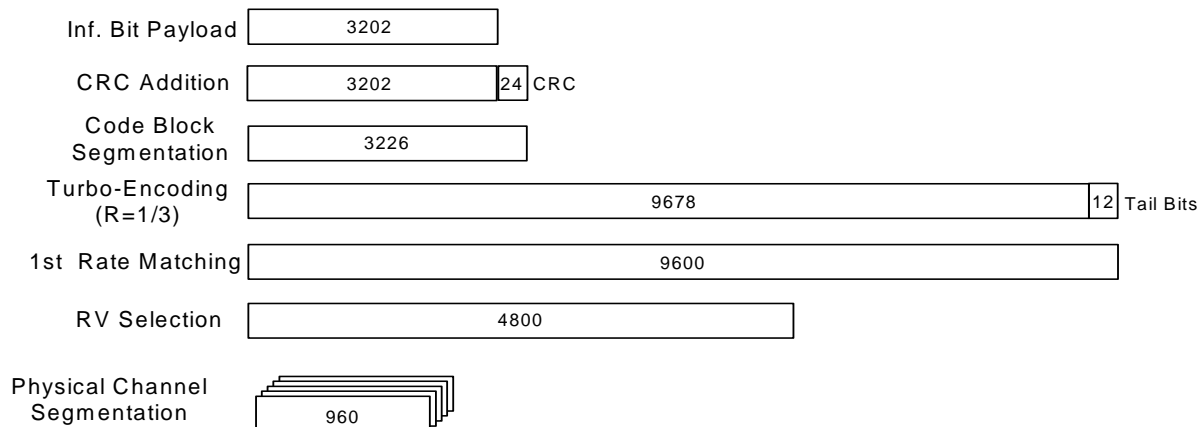 Inf. Bit Payload
3202
CRC Addition
3202
24
CRC
Code Block
Segmentation
3226
Turbo-Encoding
(R=1/3)
9678
12
Tail Bits
1st Rate Matching
9600
RV Selection
4800
Physical Channel
Segmentation
960